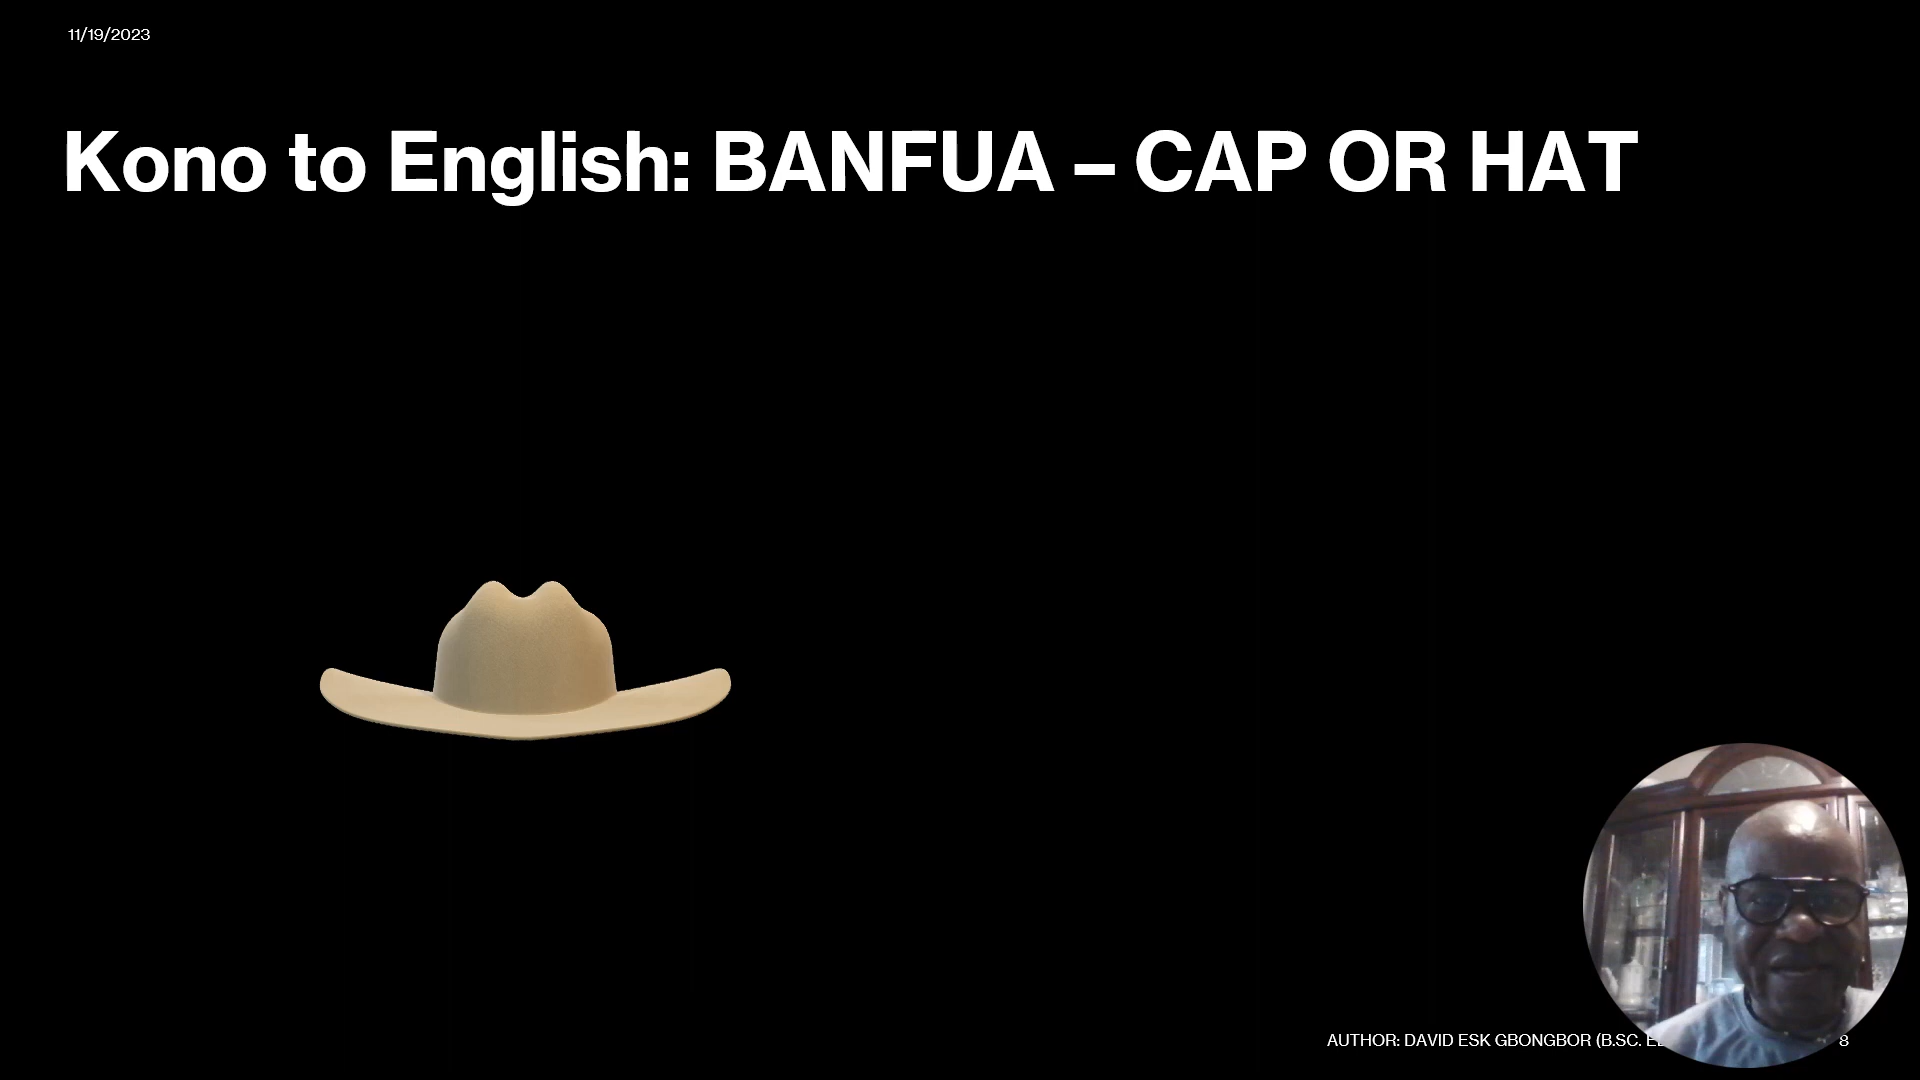 11/19/2023
Kono to English: BANFUA – CAP OR HAT
AUTHOR: DAVID ESK GBONGBOR (B.SC.
8